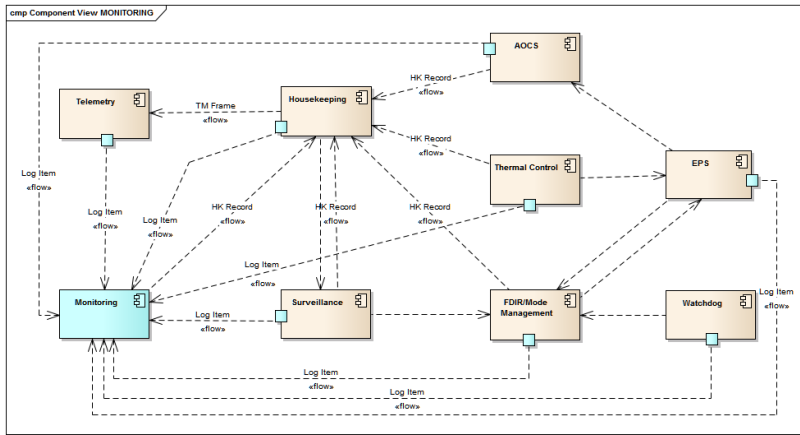 cmp Component View MONITORING
AOCS
HK Record
«flow»
Telemetry
TM Frame
«flow»
Housekeeping
HK Record
«flow»
Thermal Control
EPS
Log Item
«flow»
Log Item
«flow»
Log Item
«flow»
HK Record
«flow»
HK Record
«flow»
HK Record
«flow»
Log Item
«flow»
Monitoring
Log Item
«flow»
Surveillance
FDIR/Mode
Management
Watchdog
Log Item
«flow»
Log Item
«flow»
Log Item
«flow»